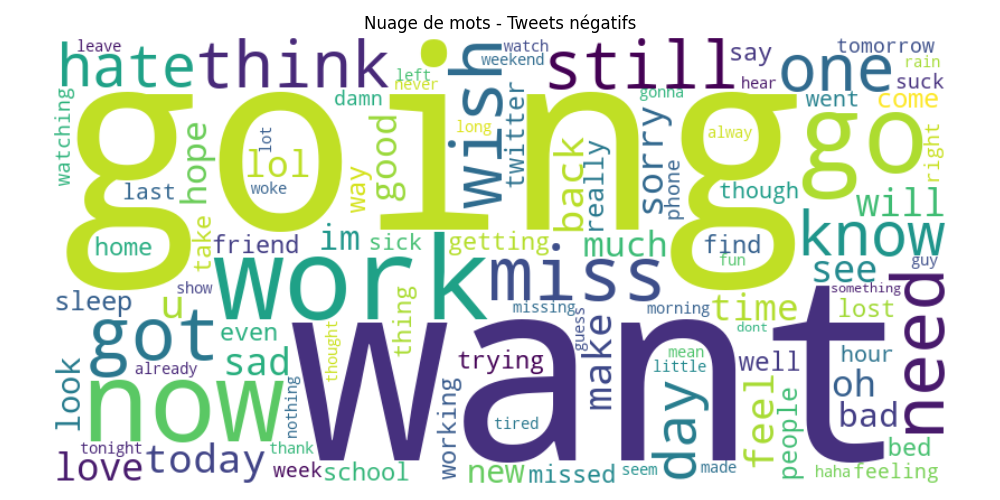 Nuage de mots - Tweets négatifs
leave
hate
think
left
never
wish
watch
weekend
still
say
hear
one
tomorrow
rain
suck
watching
going
damn
gonna
go
went
come
right
hope
lol
lot
woke
way
good
long
twitter
back
really
sorry
phone
alway
though
will
last
home
take
friend
im
sick
getting
much
find
fun
know
see
guy
sleep
u
show
work
miss
missing
morning
something
time
lost
need
got
even
sad
already
thought
thing
trying
guess
make
want
little
mean
dont
well
hour
oh
bad
look
now
nothing
working
tired
day
feel
people
bed
tonight
love
today
thank
week
school
new
missed
seem
made
haha
feeling